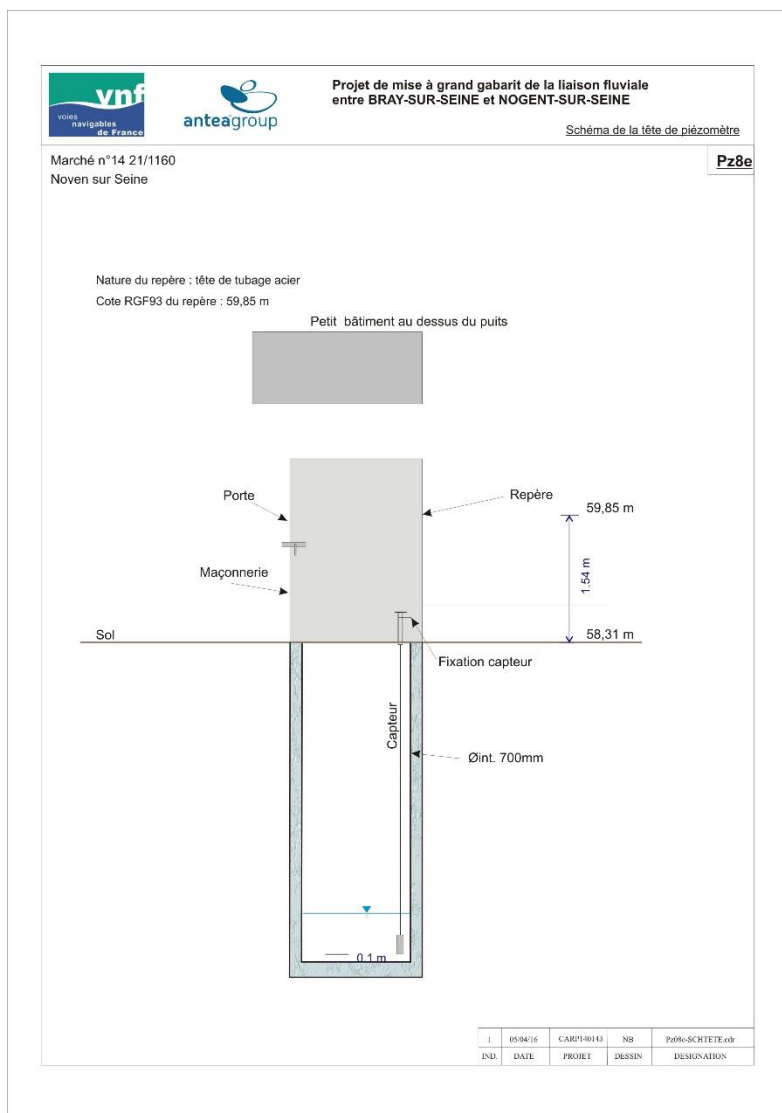 vnf
voies
navigables
de France
anteagroup
Projet de mise à grand gabarit de la liaison fluviale
entre BRAY-SUR-SEINE et NOGENT-SUR-SEINE
Schéma de la tête de piézomètre
Marché n°14 21/1160
Noyen sur Seine
Pz8e
Nature du repère : tête de tubage acier
Cote RGF93 du repère : 59,85 m
Petit bâtiment au dessus du puits
Porte
Repère
59,85 m
1.54 m
Maçonnerie
Sol
58,31 m
Fixation capteur
Capteur
Øint. 700mm
0.1 m
1 05/04/16 CARP140143 NB Pz08e-SCHTETE.cdr
IND. DATE PROJET DESSIN DESIGNATION